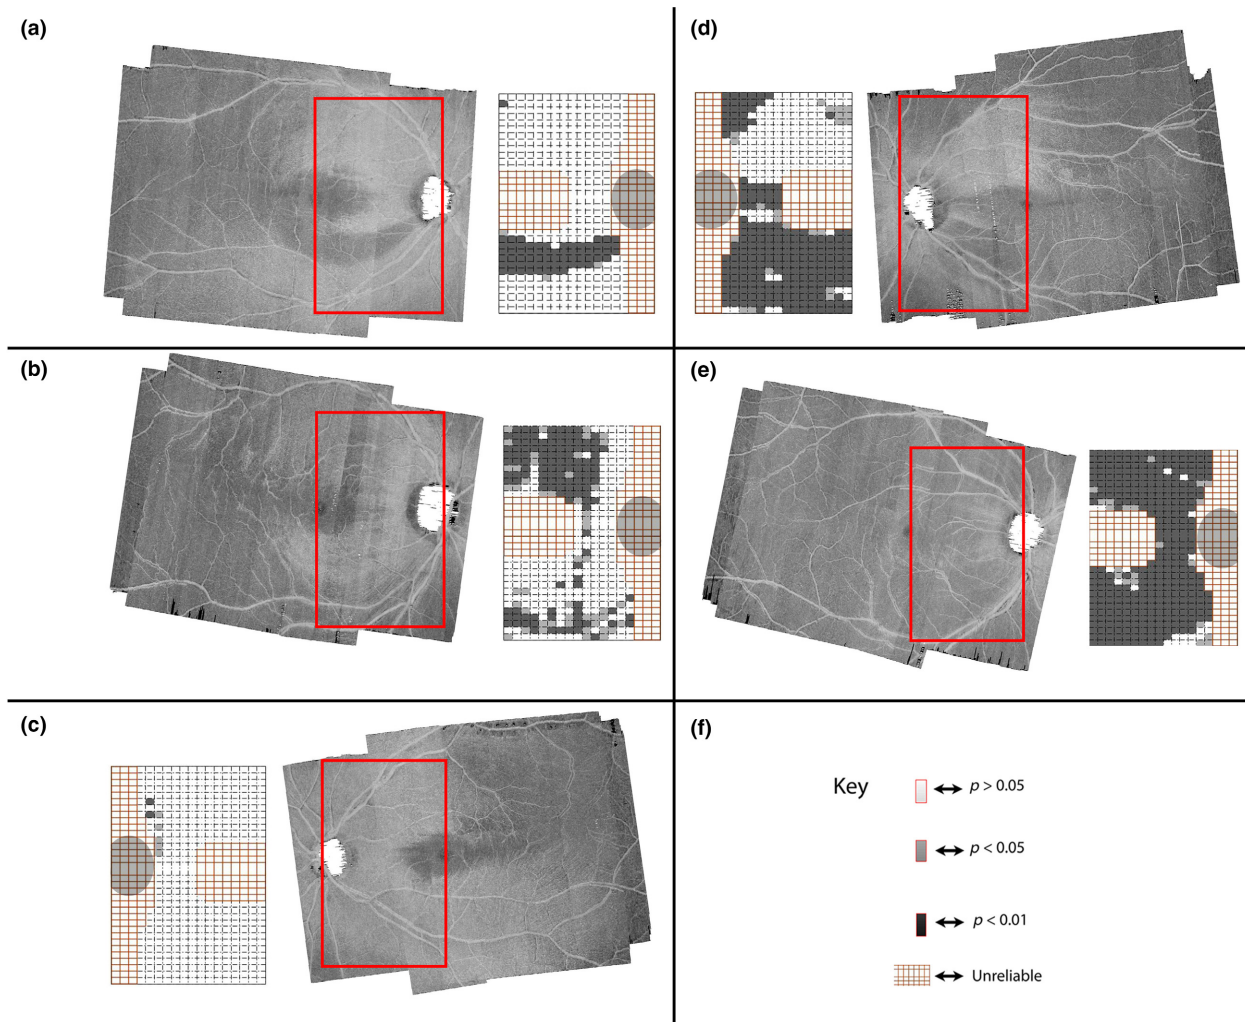 (a)
(d)
(b)
(e)
(c)
(f)
Key
p > 0.05
p < 0.05
p < 0.01
Unreliable